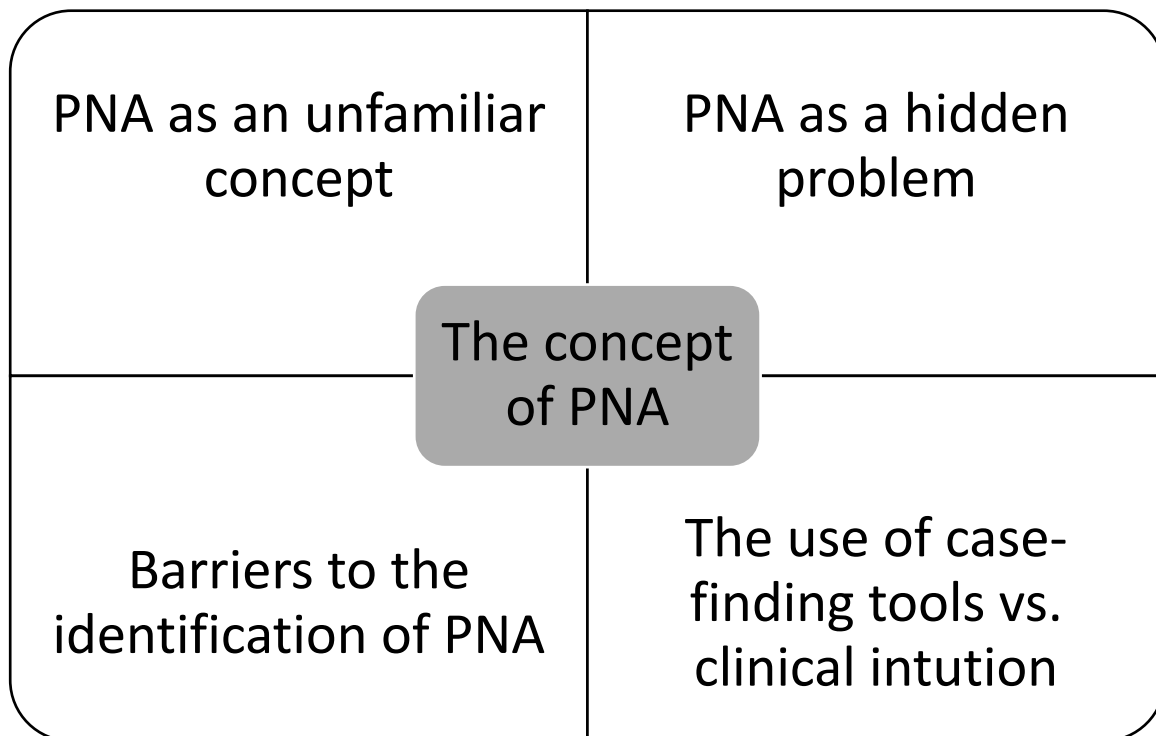 PNA as an unfamiliar
concept
PNA as a hidden
problem
The concept
of PNA
Barriers to the
identification of PNA
The use of case-
finding tools vs.
clinical intution